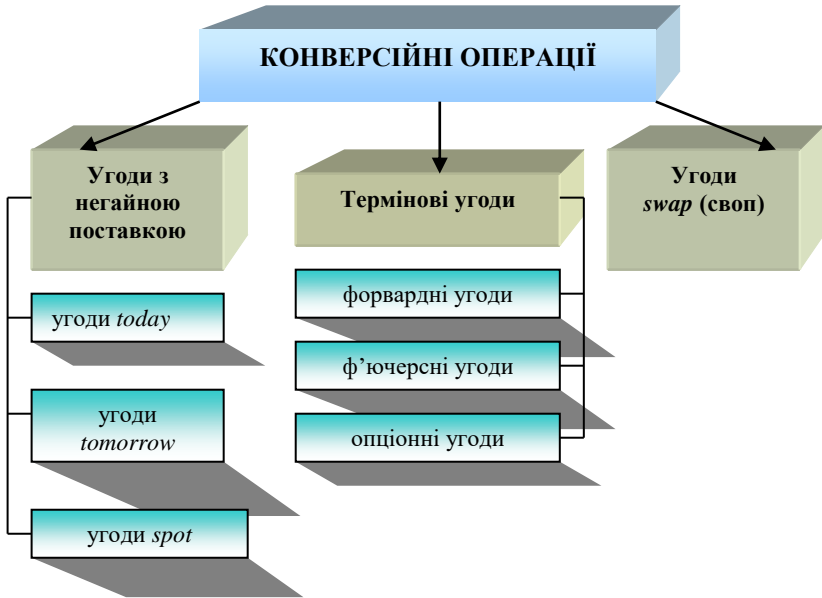 КОНВЕРСІЙНІ ОПЕРАЦІЇ
Угоди з
негайною
поставкою
угоди today
угоди
tomorrow
угоди spot
Термінові угоди
форвардні угоди
ф’ючерсні угоди
опціонні угоди
Угоди
swap (своп)